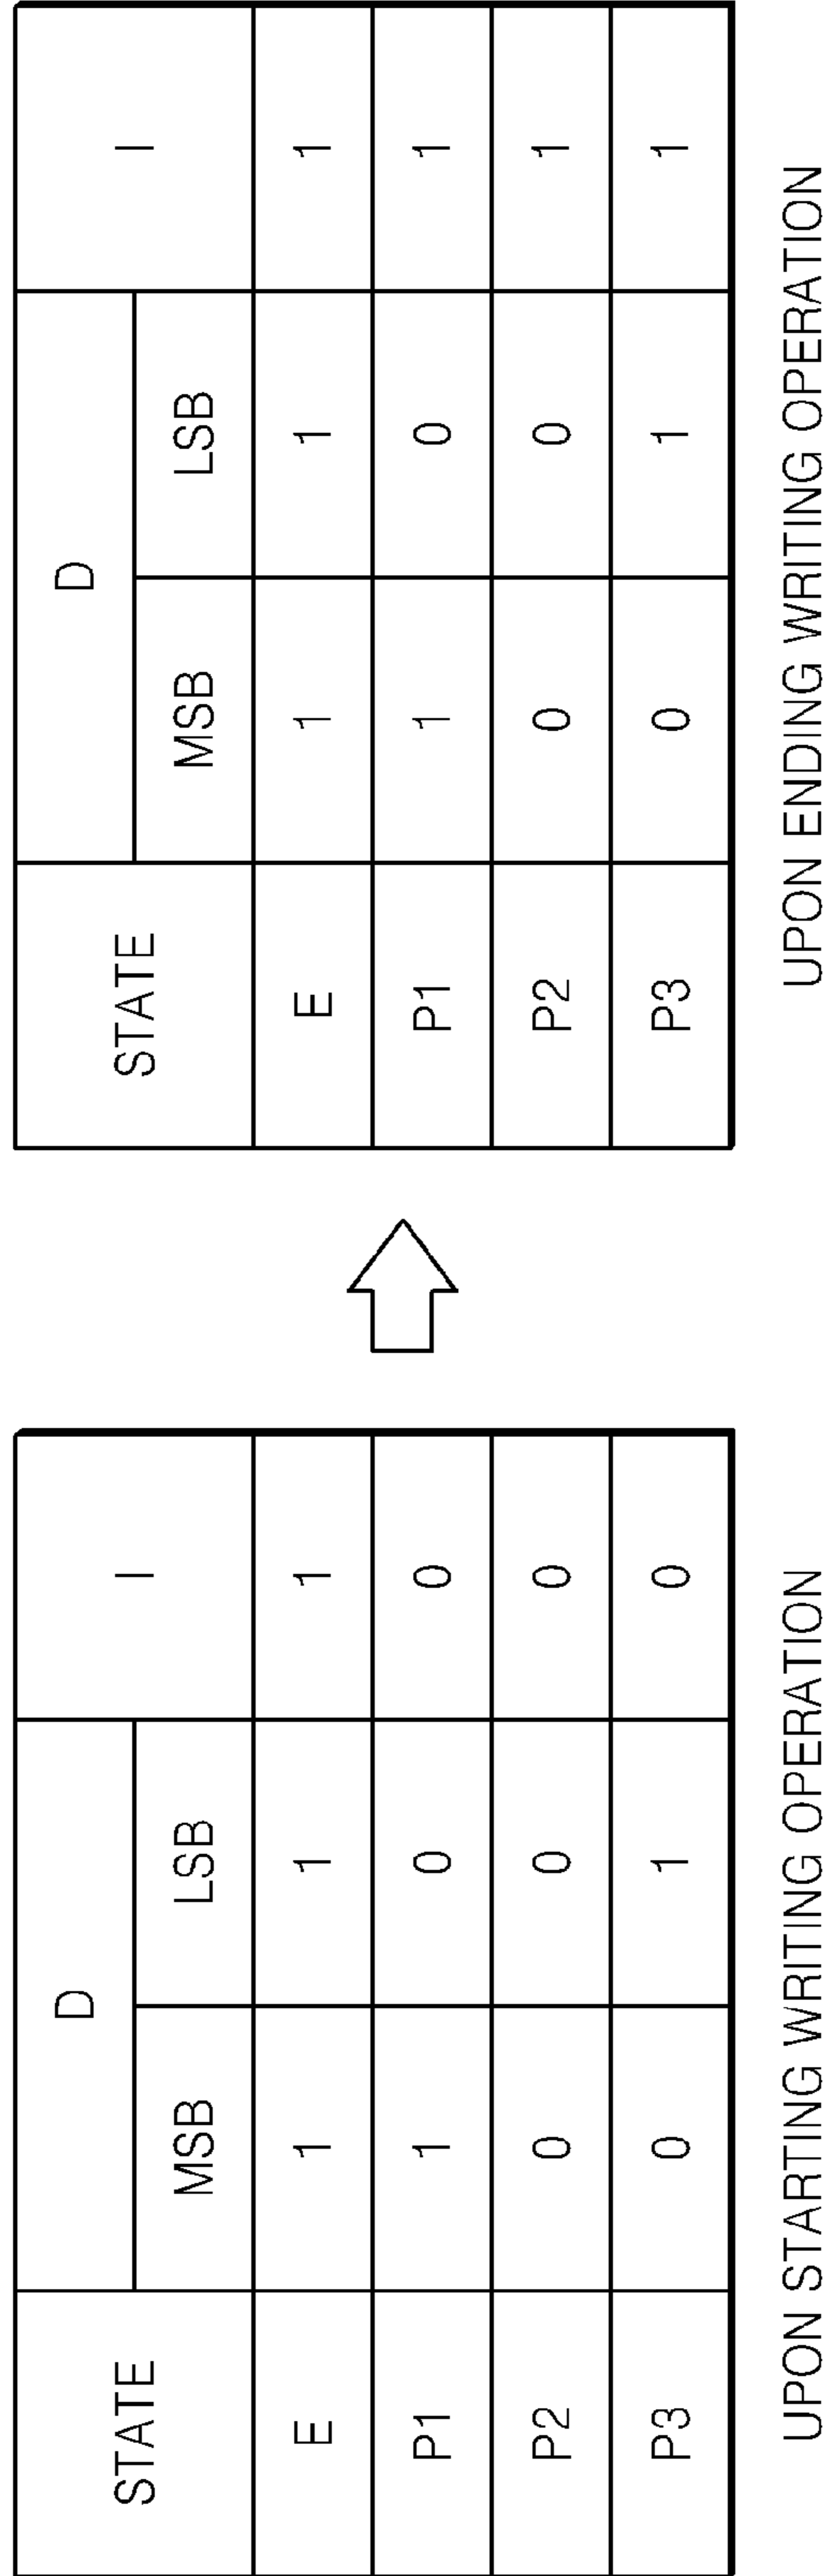 STATE D I
MSB LSB
E 1 1 1
P1 1 0 0
P2 0 0 0
P3 0 1 0
UPON STARTING WRITING OPERATION
STATE D I
MSB LSB
E 1 1 1
P1 1 0 1
P2 0 0 1
P3 0 1 1
UPON ENDING WRITING OPERATION